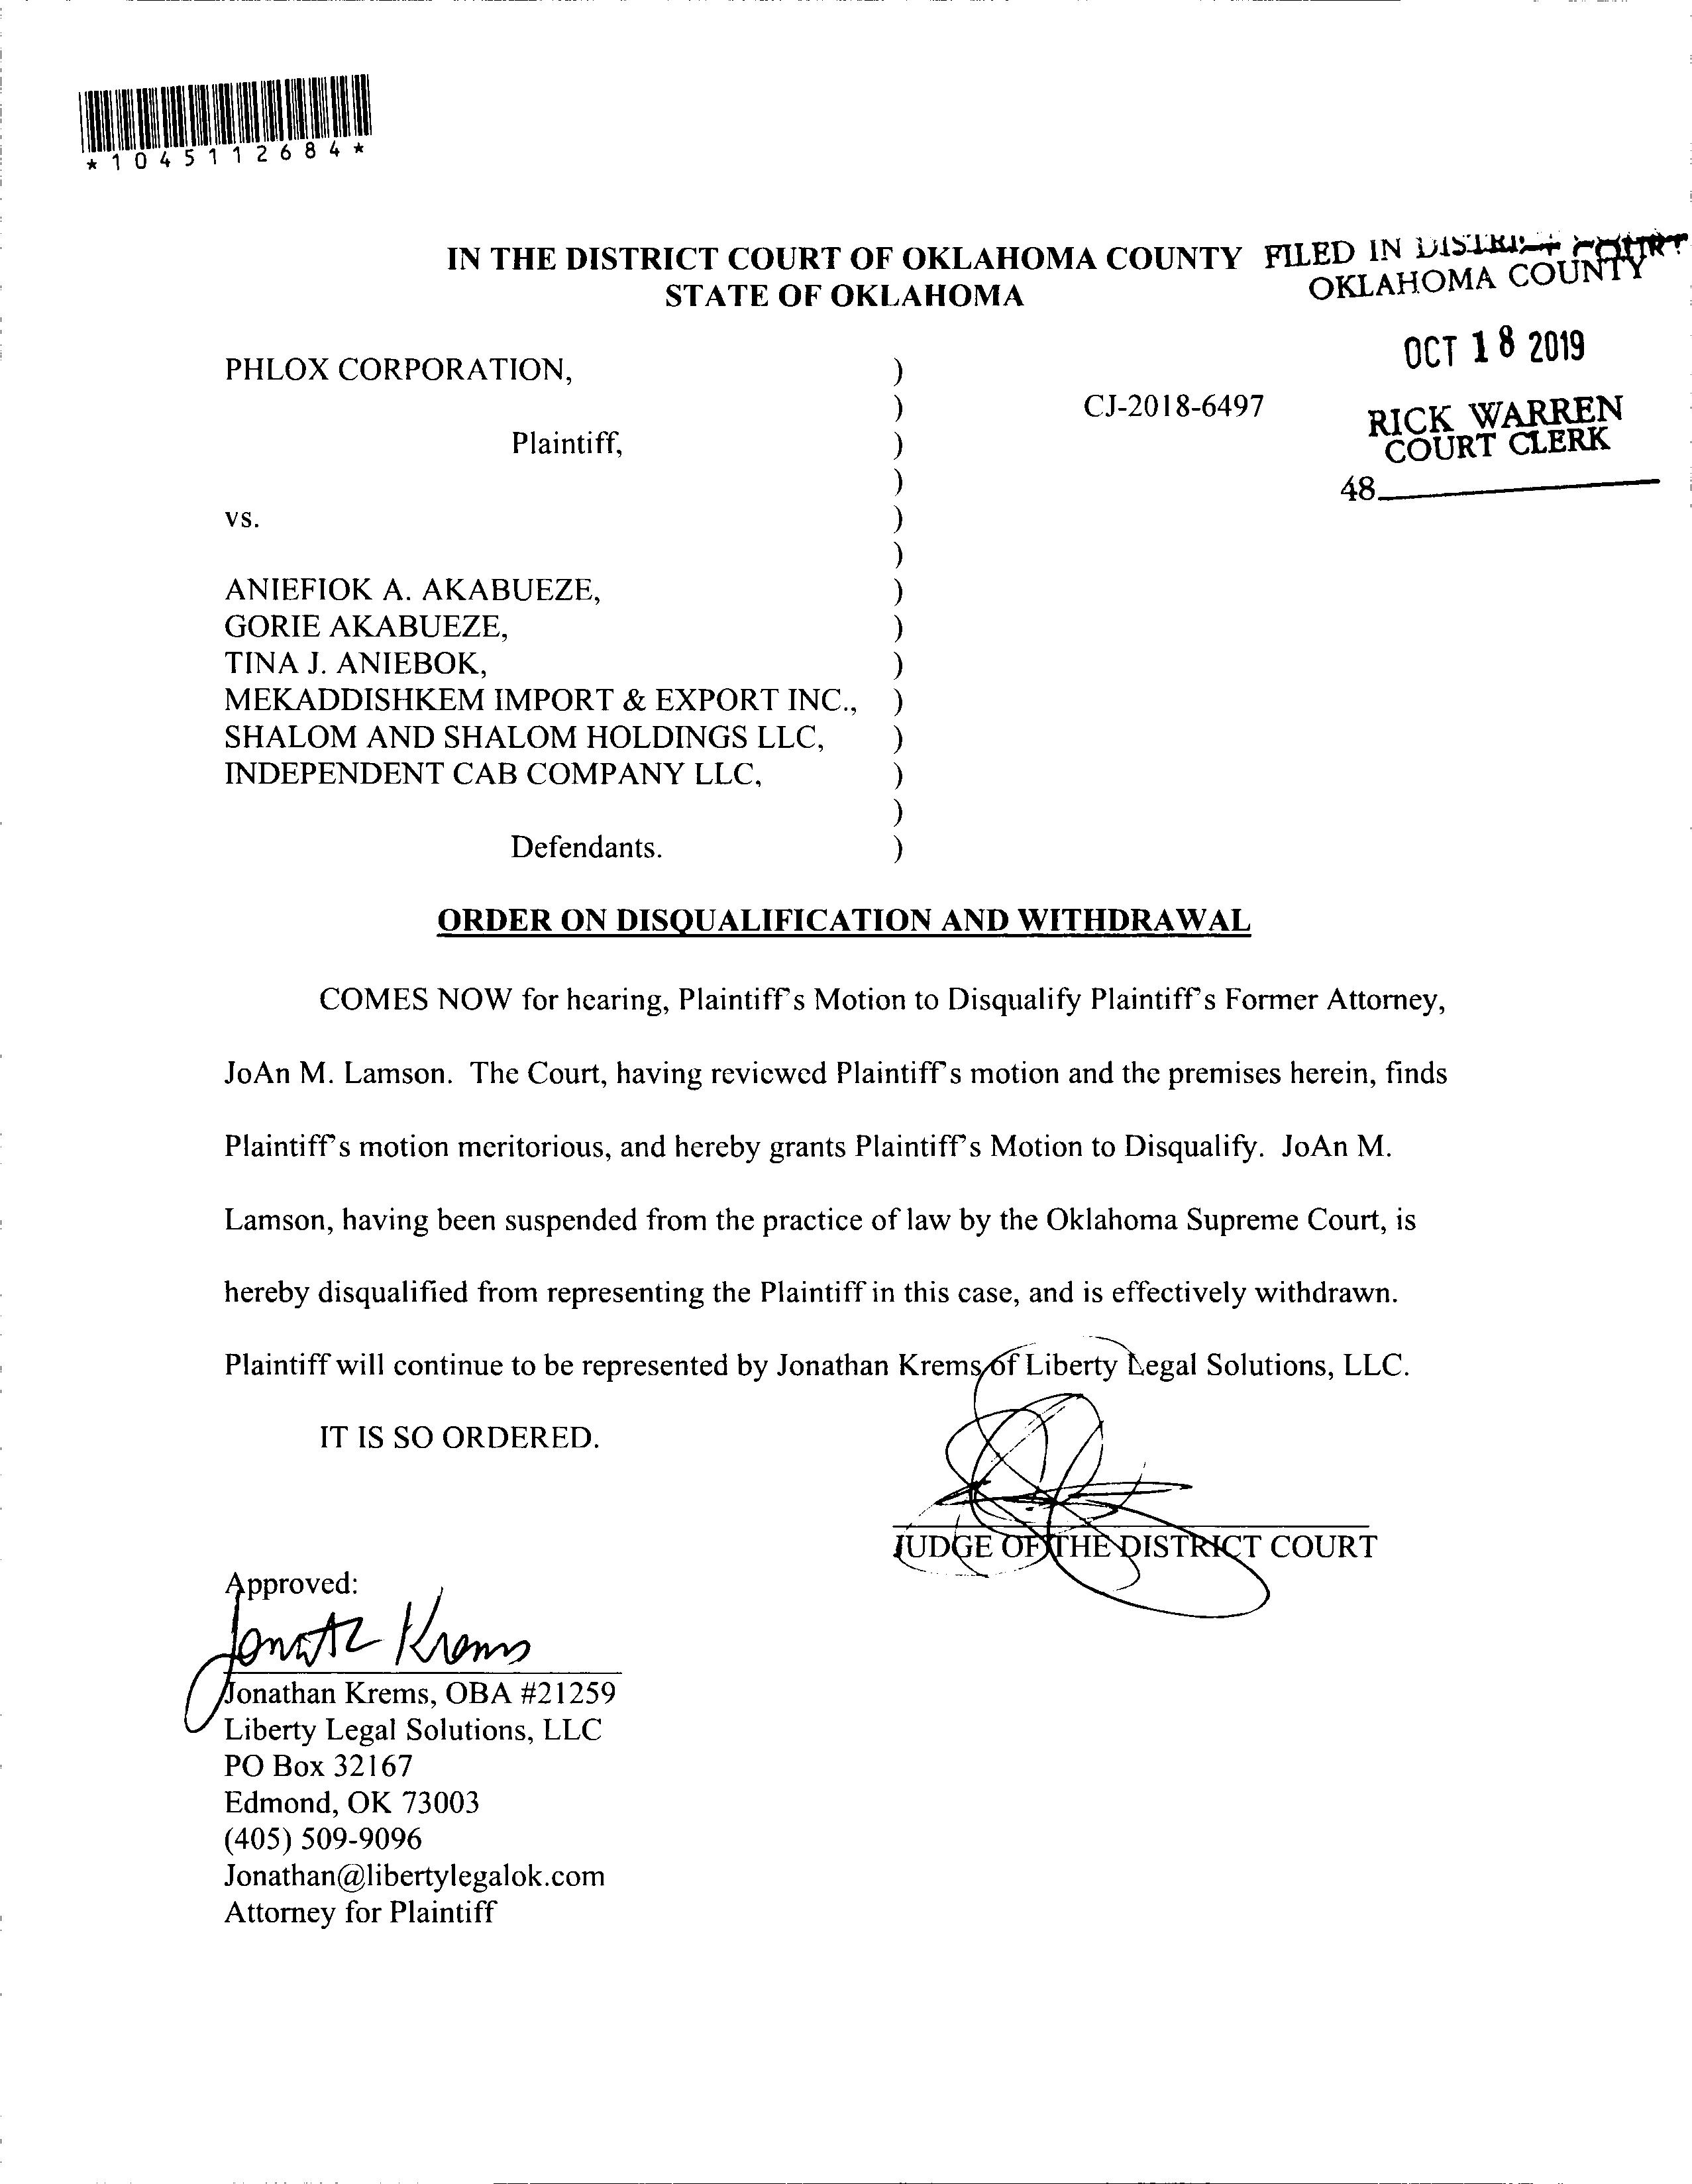 *1045112684*
IN THE DISTRICT COURT OF OKLAHOMA COUNTY
STATE OF OKLAHOMA
FILED IN DISTRICT COURT
OKLAHOMA COUNTY
OCT 18 2019
RICK WARREN
COURT CLERK
48
PHLOX CORPORATION, )
) CJ-2018-6497
Plaintiff, )
)
vs. )
)
ANIEFIOK A. AKABUEZE, )
GORIE AKABUEZE, )
TINA J. ANIEBOK, )
MEKADDISHKEM IMPORT & EXPORT INC., )
SHALOM AND SHALOM HOLDINGS LLC, )
INDEPENDENT CAB COMPANY LLC, )
)
Defendants. )
ORDER ON DISQUALIFICATION AND WITHDRAWAL
COMES NOW for hearing, Plaintiff's Motion to Disqualify Plaintiff's Former Attorney,
JoAn M. Lamson. The Court, having reviewed Plaintiff's motion and the premises herein, finds
Plaintiff's motion meritorious, and hereby grants Plaintiff's Motion to Disqualify. JoAn M.
Lamson, having been suspended from the practice of law by the Oklahoma Supreme Court, is
hereby disqualified from representing the Plaintiff in this case, and is effectively withdrawn.
Plaintiff will continue to be represented by Jonathan Krems of Liberty Legal Solutions, LLC.
IT IS SO ORDERED.
JUDGE OF THE DISTRICT COURT
Approved:
Jonathan Krems, OBA #21259
Liberty Legal Solutions, LLC
PO Box 32167
Edmond, OK 73003
(405) 509-9096
Jonathan@libertylegalok.com
Attorney for Plaintiff